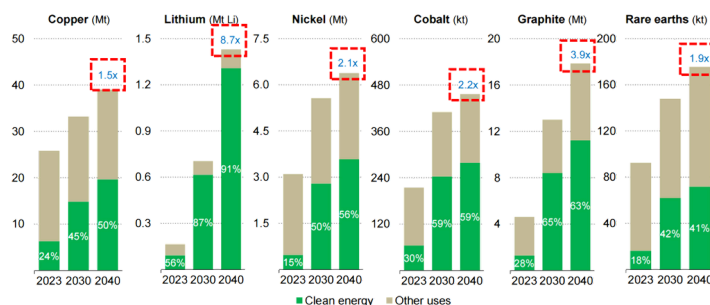 Copper (Mt) Lithium (Mt Li) Nickel (Mt) Cobalt (kt) Graphite (Mt) Rare earths (kt)
50 1.5 7.5 600 20 200
8.7x 2.1x 3.9x 1.9x
1.5x 2.2x
40 1.2 6.0 480 16 160
30 0.9 4.5 360 12 120
20 0.6 3.0 240 8 80
10 0.3 1.5 120 4 40
24% 45% 50% 56% 87% 91% 15% 50% 56% 30% 59% 59% 28% 65% 63% 18% 42% 41%
2023 2030 2040 2023 2030 2040 2023 2030 2040 2023 2030 2040 2023 2030 2040 2023 2030 2040
Clean energy Other uses